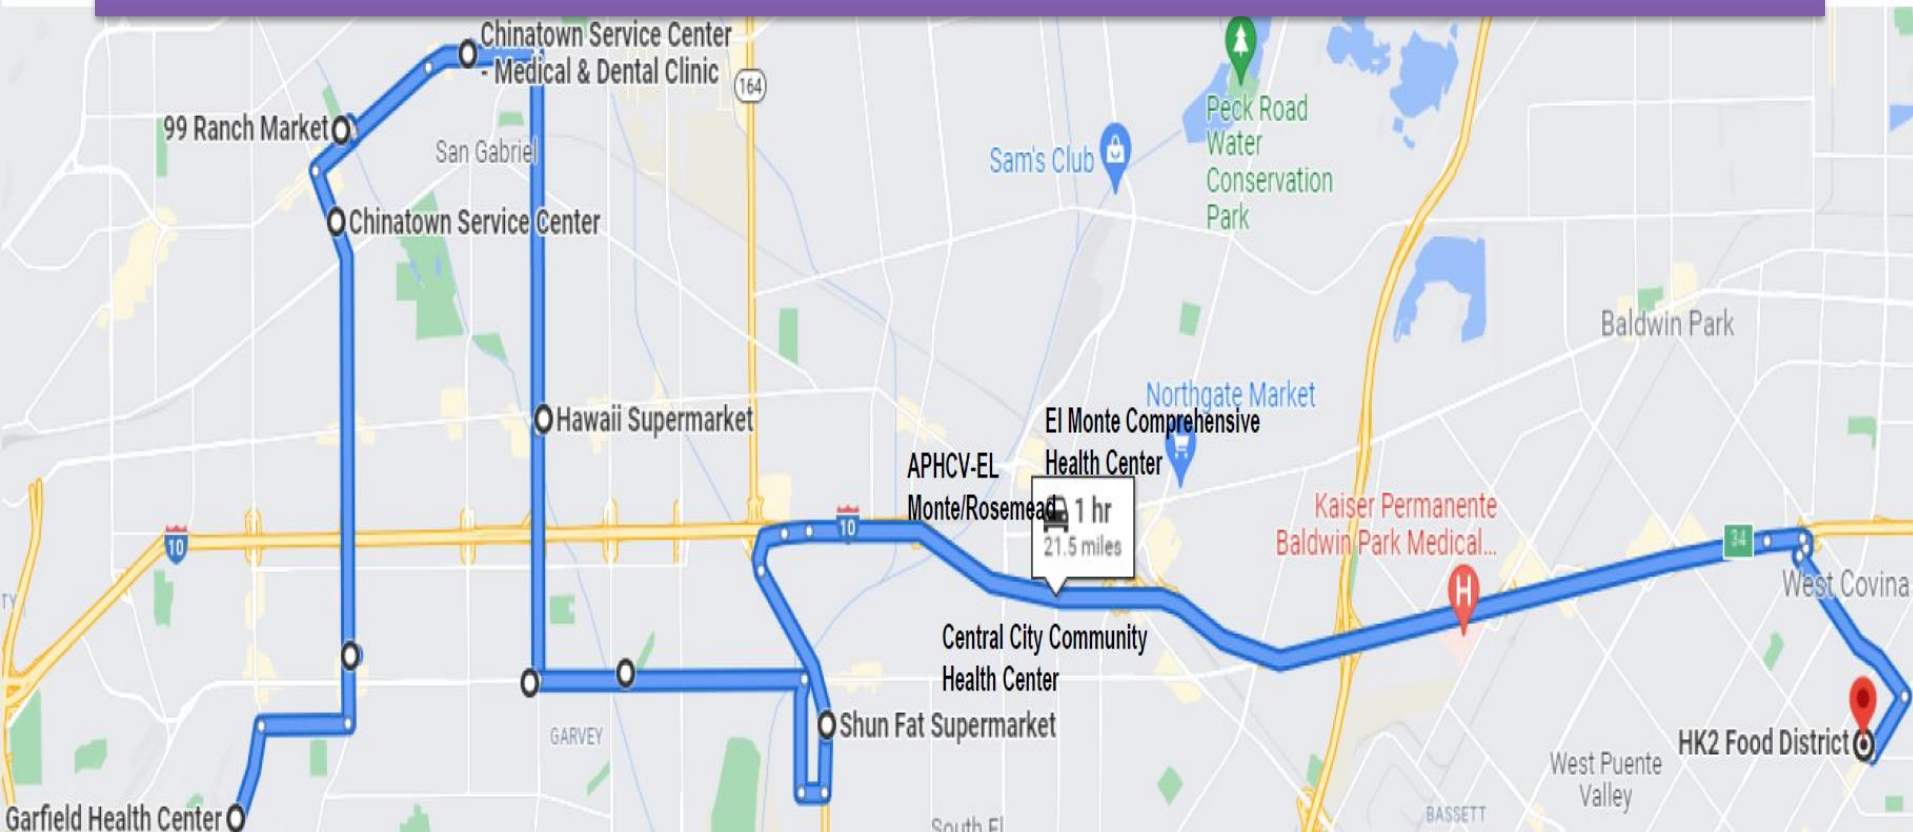 Chinatown Service Center
- Medical & Dental Clinic
164
99 Ranch Market
San Gabriel
Peck Road
Water
Conservation
Park
Sam's Club
Chinatown Service Center
Baldwin Park
Northgate Market
Hawaii Supermarket
El Monte Comprehensive
Health Center
APHCV-EL
Monte/Rosemead
1 hr
21.5 miles
Kaiser Permanente
Baldwin Park Medical...
H
10
10
34
West Covina
TY
Central City Community
Health Center
Shun Fat Supermarket
GARVEY
HK2 Food District
West Puente
Valley
BASSETT
Garfield Health Center
South El